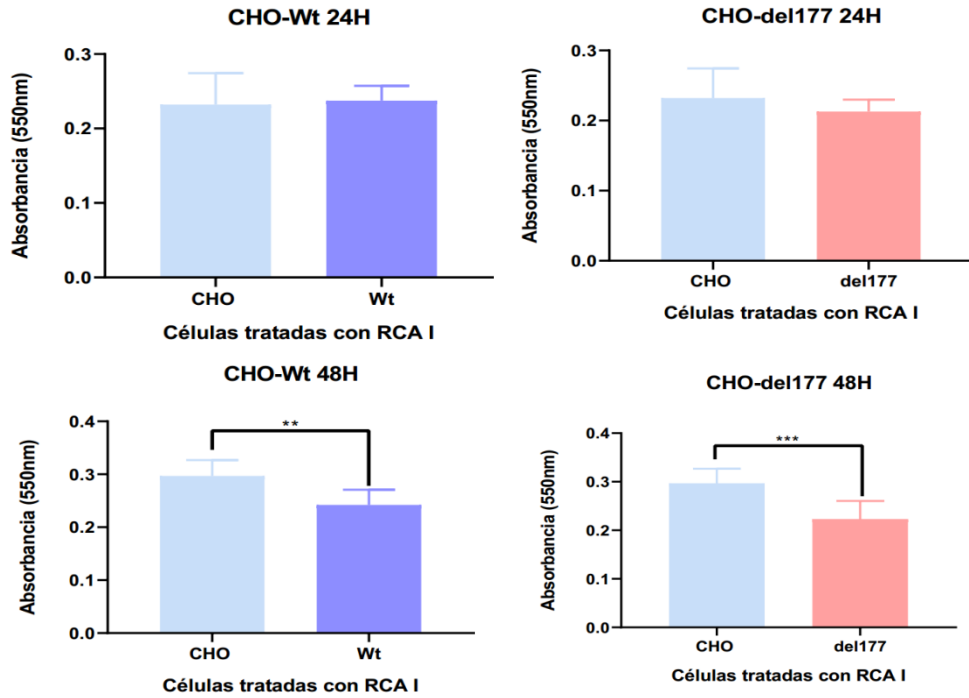 CHO-Wt 24H
Absorbancia (550nm)
0.3
0.2
0.1
0.0
CHO
Wt
Células tratadas con RCA I
CHO-del177 24H
Absorbancia (550nm)
0.3
0.2
0.1
0.0
CHO
del177
Células tratadas con RCA I
CHO-Wt 48H
Absorbancia (550nm)
0.4
0.3
0.2
0.1
0.0
**
CHO
Wt
Células tratadas con RCA I
CHO-del177 48H
Absorbancia (550nm)
0.4
0.3
0.2
0.1
0.0
***
CHO
del177
Células tratadas con RCA I